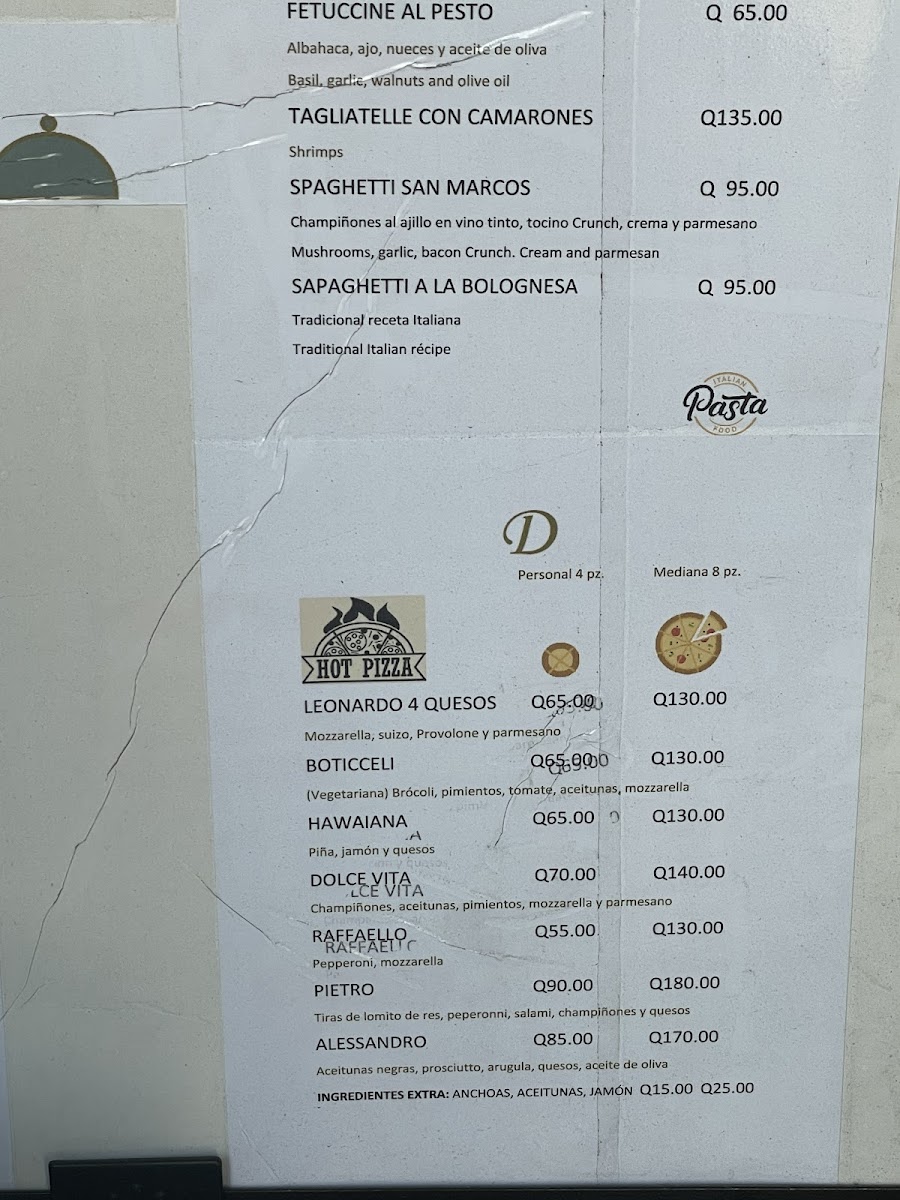 FETUCCINE AL PESTO Q 65.00
Albahaca, ajo, nueces y aceite de oliva
Basil, garlic, walnuts and olive oil
TAGLIATELLE CON CAMARONES Q135.00
Shrimps
SPAGHETTI SAN MARCOS Q 95.00
Champiñones al ajillo en vino tinto, tocino Crunch, crema y parmesano
Mushrooms, garlic, bacon Crunch. Cream and parmesan
SAPAGHETTI A LA BOLOGNESA Q 95.00
Tradicional receta Italiana
Traditional Italian récipe
ITALIAN
Pasta
FOOD
D
Personal 4 pz. Mediana 8 pz.
HOT PIZZA
LEONARDO 4 QUESOS Q65.00 Q130.00
Mozzarella, suizo, Provolone y parmesano
BOTICCELI Q65.00 Q130.00
(Vegetariana) Brócoli, pimientos, tomate, aceitunas, mozzarella
HAWAIANA Q65.00 Q130.00
Piña, jamón y quesos
DOLCE VITA Q70.00 Q140.00
Champiñones, aceitunas, pimientos, mozzarella y parmesano
RAFFAELLO Q55.00 Q130.00
Pepperoni, mozzarella
PIETRO Q90.00 Q180.00
Tiras de lomito de res, peperonni, salami, champiñones y quesos
ALESSANDRO Q85.00 Q170.00
Aceitunas negras, prosciutto, arugula, quesos, aceite de oliva
INGREDIENTES EXTRA: ANCHOAS, ACEITUNAS, JAMÓN Q15.00 Q25.00